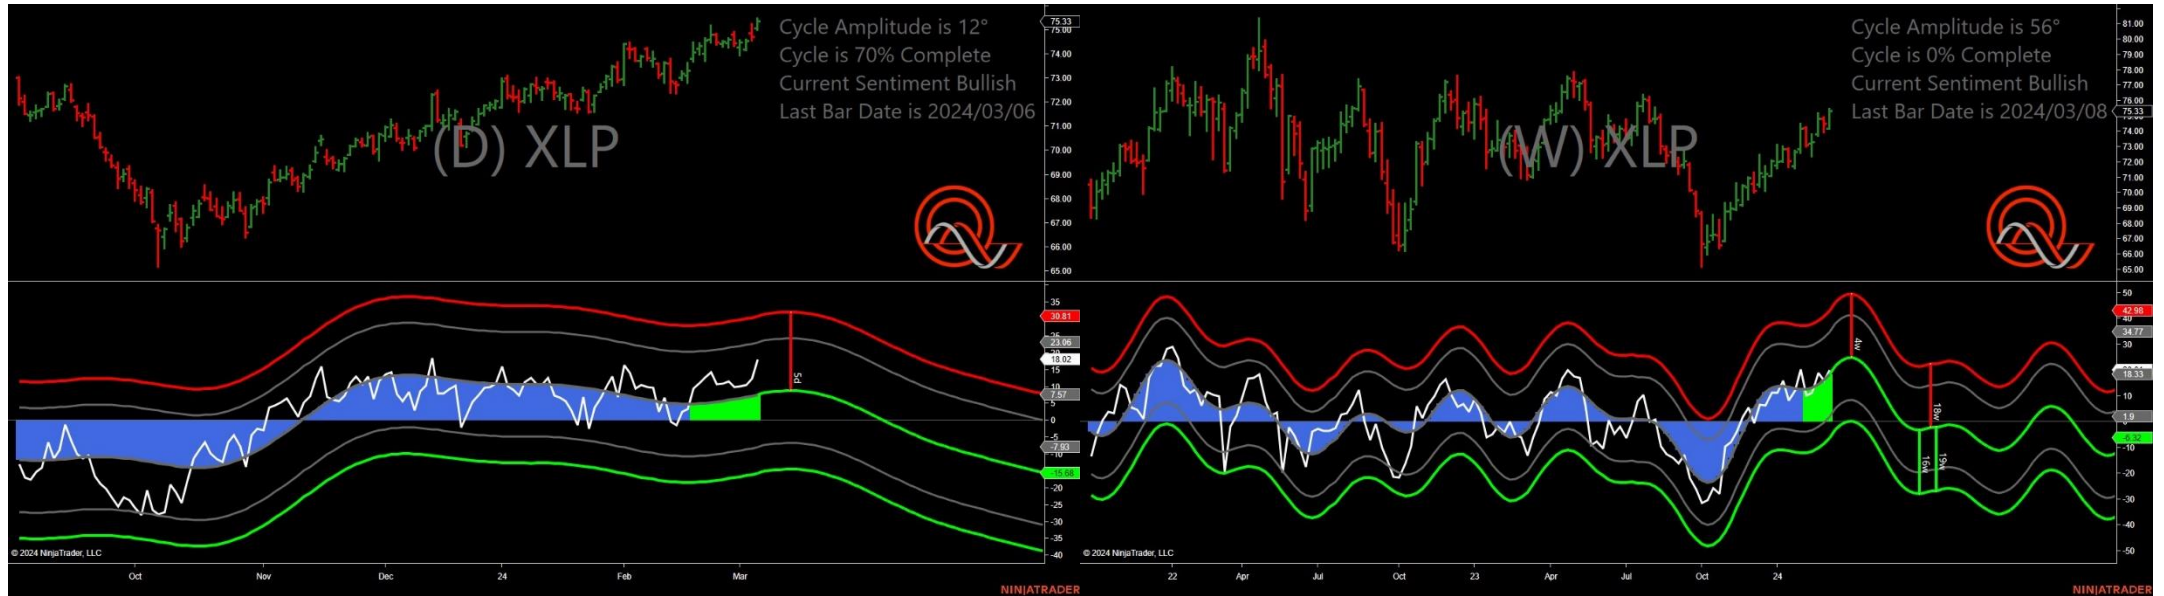 Cycle Amplitude is 12°
Cycle is 70% Complete
Current Sentiment Bullish
Last Bar Date is 2024/03/06
(D) XLP
75.33
75.00
74.00
73.00
72.00
71.00
70.00
69.00
68.00
67.00
66.00
65.00
35
30.81
25
23.06
18.02
15
10
7.57
5
0
-5
-7.93
-10
-15.68
-20
-25
-30
-35
-40
5d
© 2024 NinjaTrader, LLC
Oct
Nov
Dec
24
Feb
Mar
NINJATRADER
Cycle Amplitude is 56°
Cycle is 0% Complete
Current Sentiment Bullish
Last Bar Date is 2024/03/08
(W) XLP
81.00
80.00
79.00
78.00
77.00
76.00
75.33
74.00
73.00
72.00
71.00
70.00
69.00
68.00
67.00
66.00
65.00
50
42.98
40
34.77
30
18.33
10
1.9
0
-6.32
-10
-20
-30
-40
-50
4w
18w
16w
19w
© 2024 NinjaTrader, LLC
22
Apr
Jul
Oct
23
Apr
Jul
Oct
24
NINJATRADER